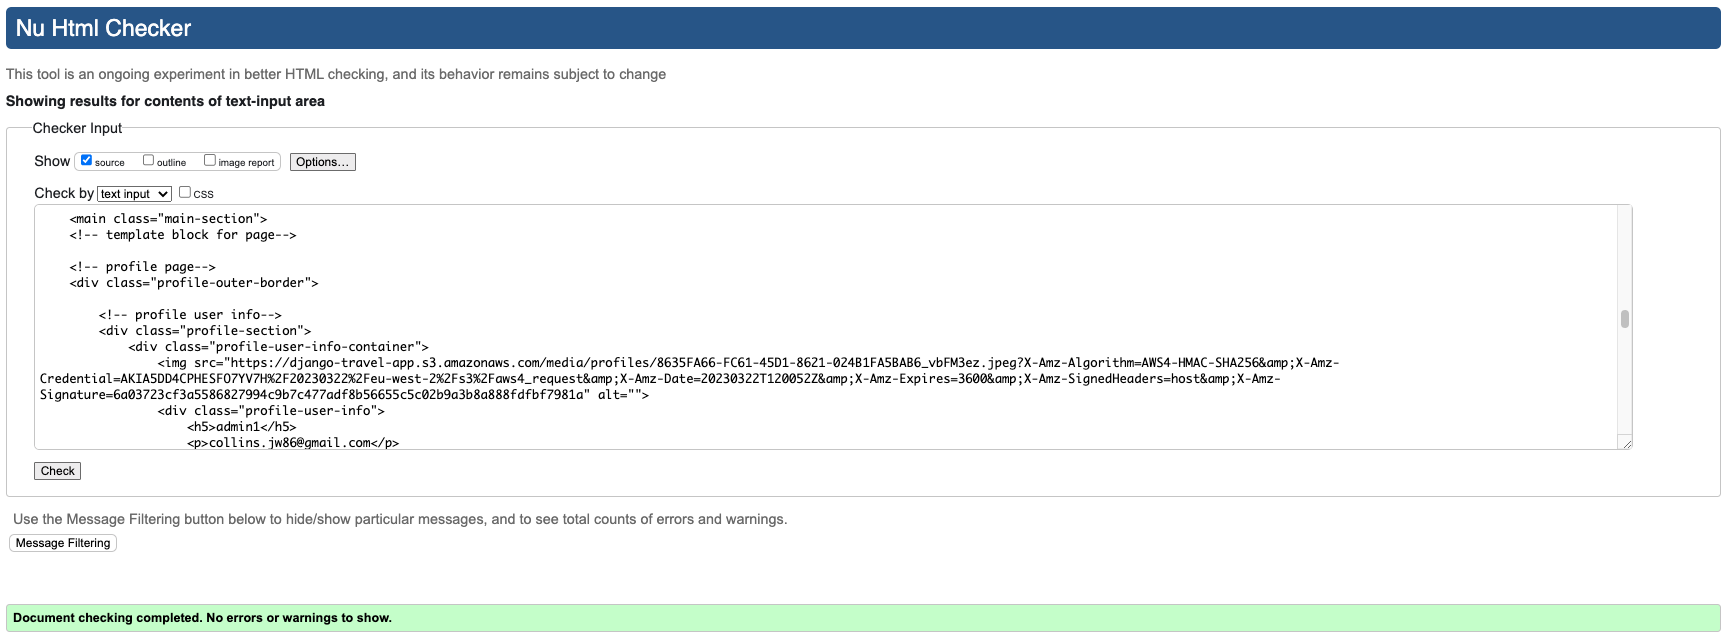 Nu Html Checker
This tool is an ongoing experiment in better HTML checking, and its behavior remains subject to change
Showing results for contents of text-input area
Checker Input
Show source outline image report Options...
Check by text input css
<main class="main-section">
<!-- template block for page-->
<!-- profile page-->
<div class="profile-outer-border">
<!-- profile user info-->
<div class="profile-section">
<div class="profile-user-info-container">
<img src="https://django-travel-app.s3.amazonaws.com/media/profiles/8635FA66-FC61-45D1-8621-024B1FA5BAB6_vbFM3ez.jpeg?X-Amz-Algorithm=AWS4-HMAC-SHA256&amp;X-Amz-
Credential=AKIA5DD4CPHESFO7YV7H%2F20230322%2Feu-west-2%2Fs3%2Faws4_request&amp;X-Amz-Date=20230322T120052Z&amp;X-Amz-Expires=3600&amp;X-Amz-SignedHeaders=host&amp;X-Amz-
Signature=6a03723cf3a5586827994c9b7c477adf8b56655c5c02b9a3b8a888fdfbf7981a" alt="">
<div class="profile-user-info">
<h5>admin1</h5>
<p>collins.jw86@gmail.com</p>
Check
Use the Message Filtering button below to hide/show particular messages, and to see total counts of errors and warnings.
Message Filtering
Document checking completed. No errors or warnings to show.